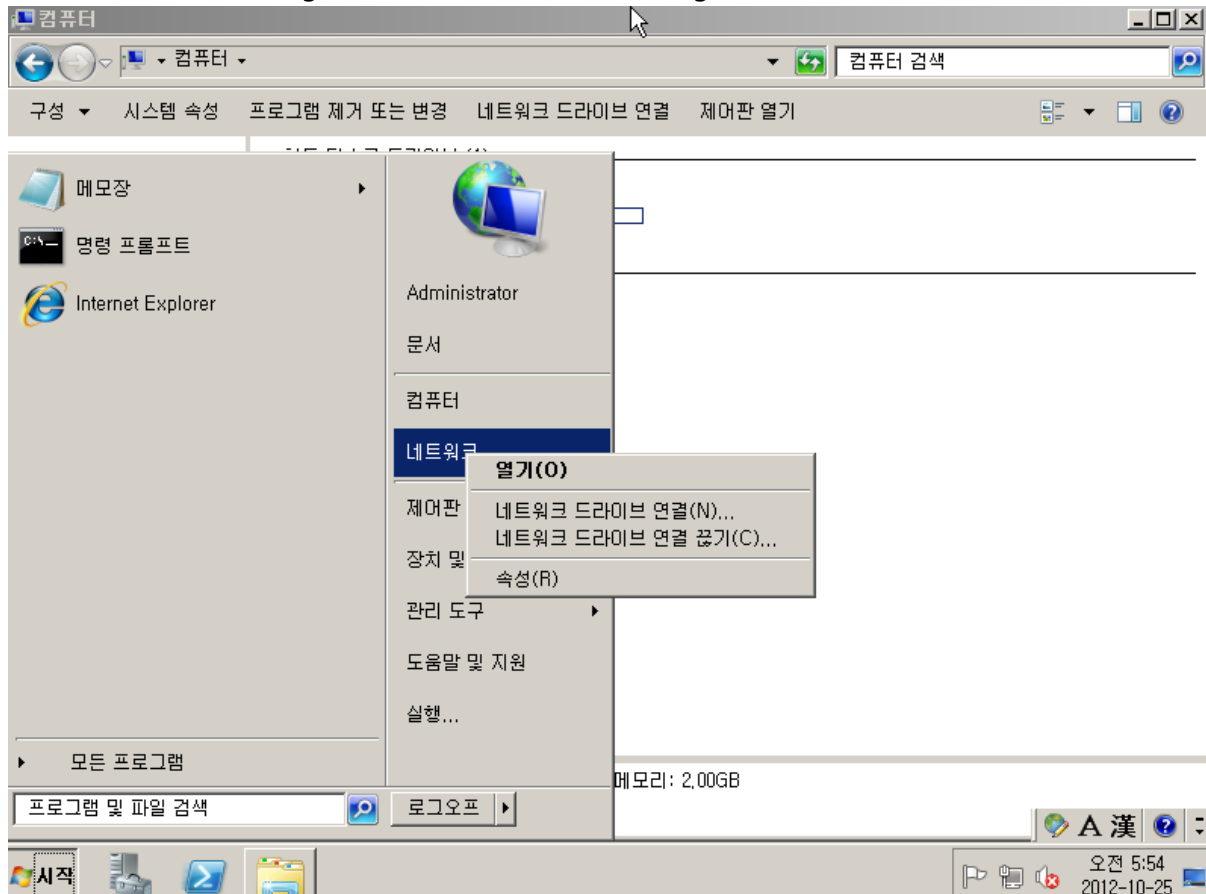 컴퓨터
컴퓨터
컴퓨터 검색
구성 시스템 속성 프로그램 제거 또는 변경 네트워크 드라이브 연결 제어판 열기
메모장
명령 프롬프트
Internet Explorer
Administrator
문서
컴퓨터
네트워크
열기(O)
네트워크 드라이브 연결(N)...
네트워크 드라이브 연결 끊기(C)...
속성(R)
제어판
장치 및
관리 도구
도움말 및 지원
실행...
모든 프로그램
메모리: 2.00GB
프로그램 및 파일 검색
로그오프
A 漢
시작
오전 5:54
2012-10-25